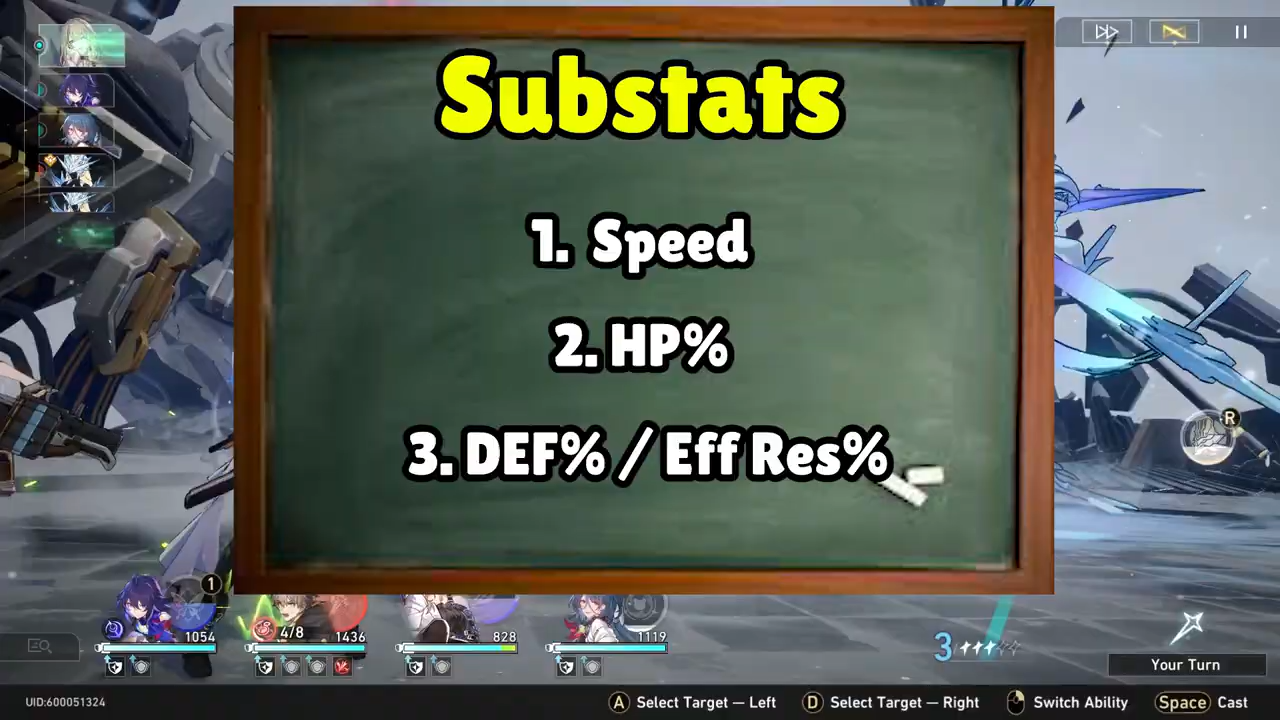 Substats
1. Speed
2. HP%
3. DEF% / Eff Res%
R
1
1054
4/8
1436
828
1119
3
Your Turn
UID:600051324
A Select Target — Left
D Select Target — Right
Switch Ability
Space Cast